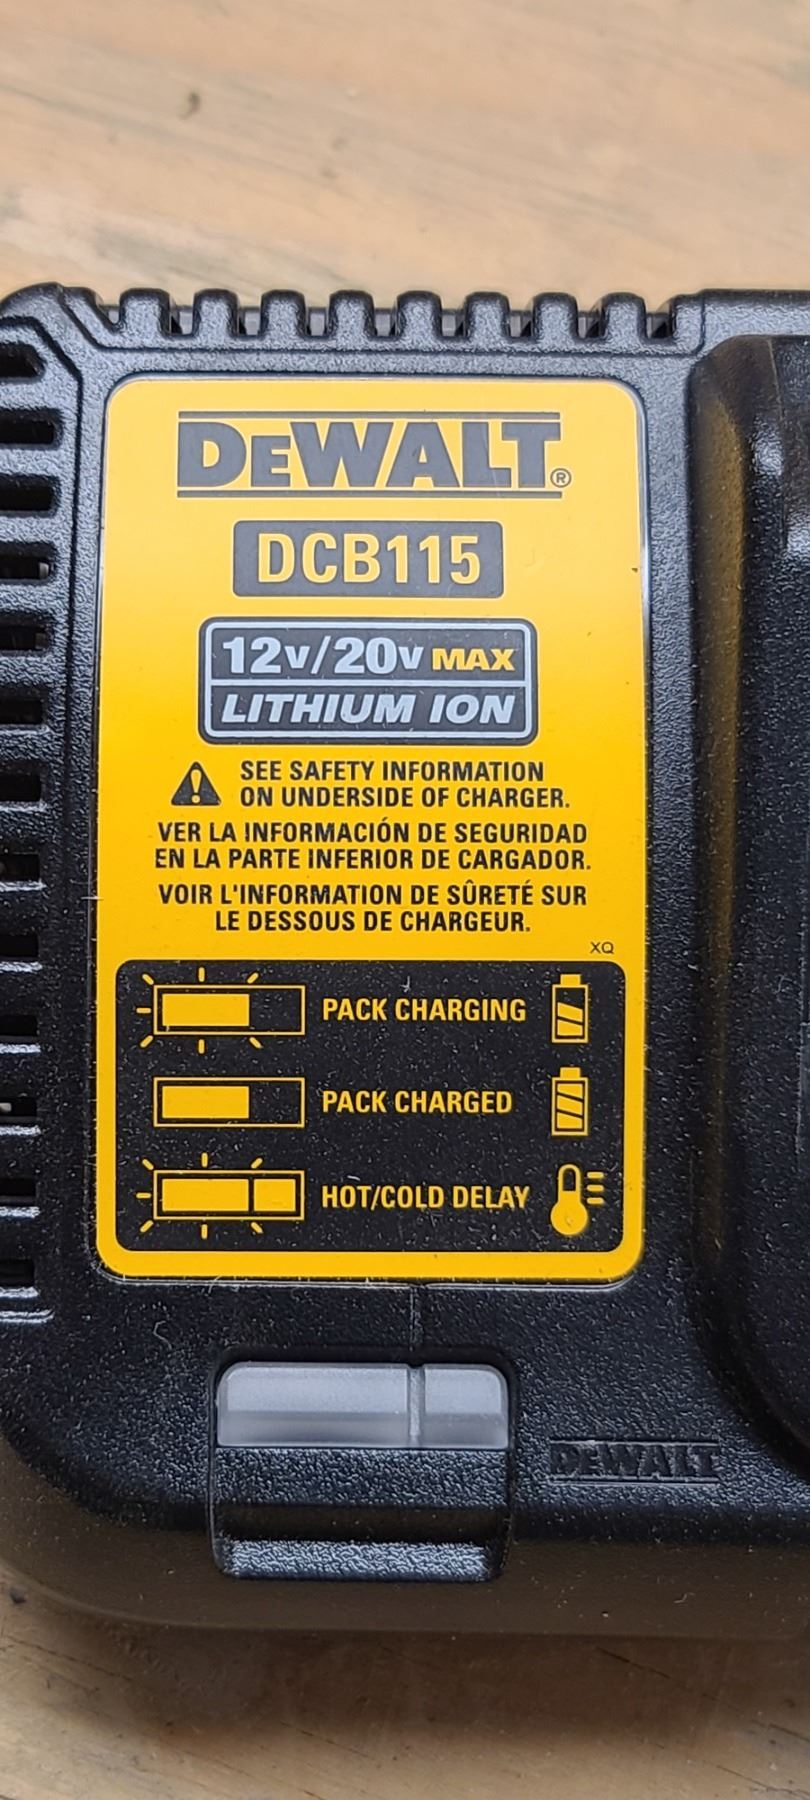 DEWALT®
DCB115
12V/20V MAX
LITHIUM ION
SEE SAFETY INFORMATION
ON UNDERSIDE OF CHARGER.
VER LA INFORMACIÓN DE SEGURIDAD
EN LA PARTE INFERIOR DE CARGADOR.
VOIR L'INFORMATION DE SÛRETÉ SUR
LE DESSOUS DE CHARGEUR.
XQ
PACK CHARGING
PACK CHARGED
HOT/COLD DELAY
DEWALT